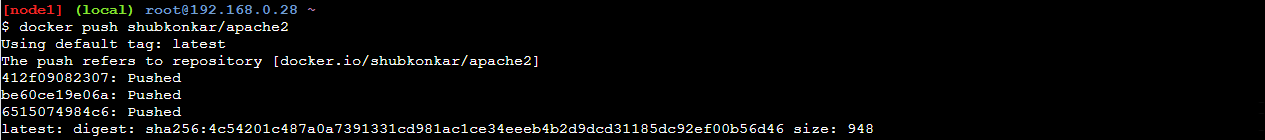 [node1] (local) root@192.168.0.28 ~
$ docker push shubkonkar/apache2
Using default tag: latest
The push refers to repository [docker.io/shubkonkar/apache2]
412f09082307: Pushed
be60ce19e06a: Pushed
6515074984c6: Pushed
latest: digest: sha256:4c54201c487a0a7391331cd981ac1ce34eeeb4b2d9dcd31185dc92ef00b56d46 size: 948